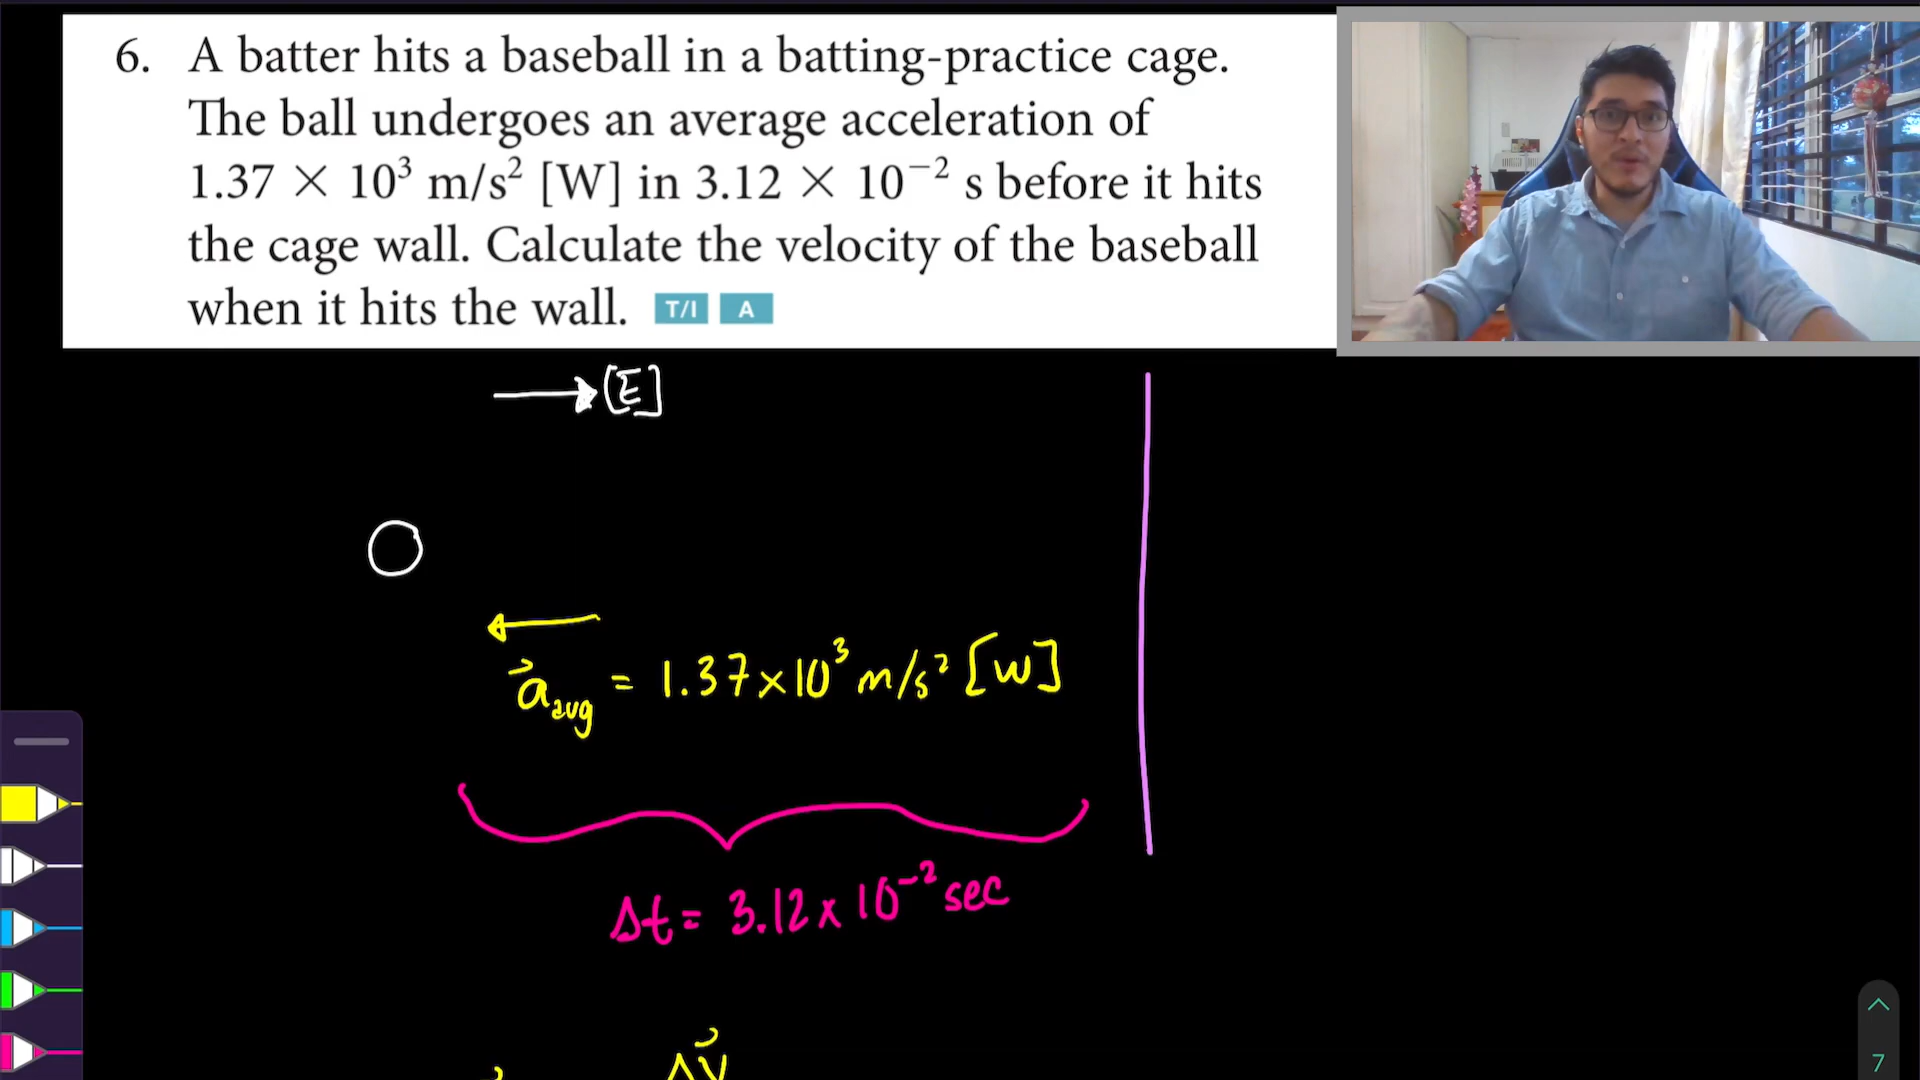 6. A batter hits a baseball in a batting-practice cage.
The ball undergoes an average acceleration of
1.37 × 10³ m/s² [W] in 3.12 × 10⁻² s before it hits
the cage wall. Calculate the velocity of the baseball
when it hits the wall. T/I A
[E]
a⃗avg = 1.37×10³ m/s² [W]
Δt = 3.12 × 10⁻² sec
Δv⃗
7